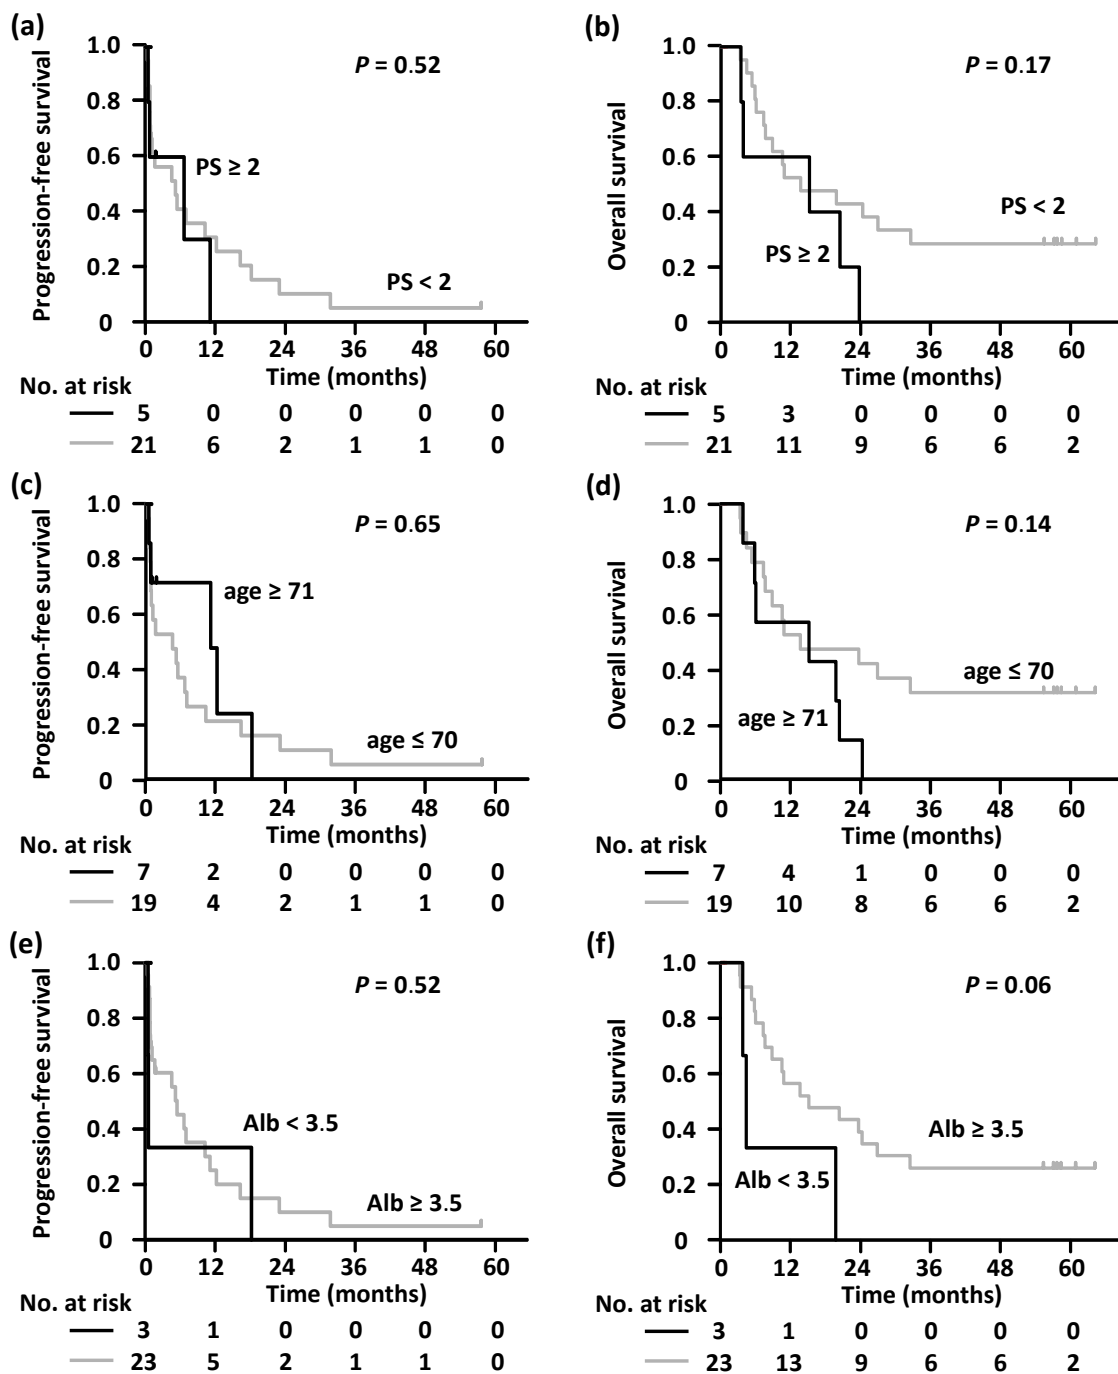 (a)
Progression-free survival
1.0
0.8
0.6
0.4
0.2
0
P = 0.52
PS ≥ 2
PS < 2
0 12 24 36 48 60
Time (months)
No. at risk
5 0 0 0 0 0
21 6 2 1 1 0
(b)
Overall survival
1.0
0.8
0.6
0.4
0.2
0
P = 0.17
PS < 2
PS ≥ 2
0 12 24 36 48 60
Time (months)
No. at risk
5 3 0 0 0 0
21 11 9 6 6 2
(c)
Progression-free survival
1.0
0.8
0.6
0.4
0.2
0
P = 0.65
age ≥ 71
age ≤ 70
0 12 24 36 48 60
Time (months)
No. at risk
7 2 0 0 0 0
19 4 2 1 1 0
(d)
Overall survival
1.0
0.8
0.6
0.4
0.2
0
P = 0.14
age ≤ 70
age ≥ 71
0 12 24 36 48 60
Time (months)
No. at risk
7 4 1 0 0 0
19 10 8 6 6 2
(e)
Progression-free survival
1.0
0.8
0.6
0.4
0.2
0
P = 0.52
Alb < 3.5
Alb ≥ 3.5
0 12 24 36 48 60
Time (months)
No. at risk
3 1 0 0 0 0
23 5 2 1 1 0
(f)
Overall survival
1.0
0.8
0.6
0.4
0.2
0
P = 0.06
Alb ≥ 3.5
Alb < 3.5
0 12 24 36 48 60
Time (months)
No. at risk
3 1 0 0 0 0
23 13 9 6 6 2